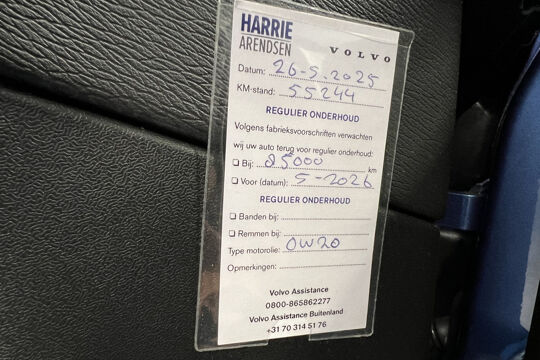 HARRIE
ARENDSEN
VOLVO
Datum: 26-5-2025
KM-stand: 55244
REGULIER ONDERHOUD
Volgens fabrieksvoorschriften verwachten
wij uw auto terug voor regulier onderhoud:
❑ Bij: 85000 km
❑ Voor (datum): 5-2026
REGULIER ONDERHOUD
❑ Banden bij:
❑ Remmen bij:
Type motorolie: 0W20
Opmerkingen:
Volvo Assistance
0800-865862277
Volvo Assistance Buitenland
+31 70 314 51 76